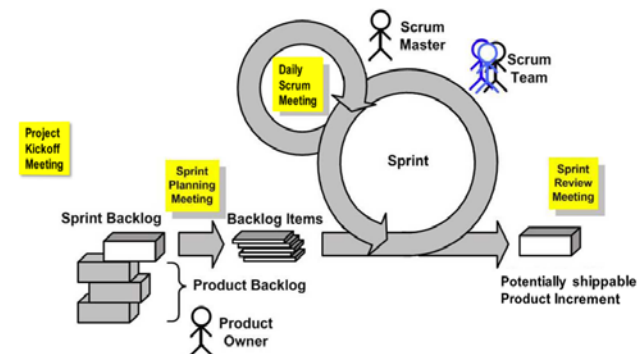 Scrum
Master
Scrum
Team
Daily
Scrum
Meeting
Project
Kickoff
Meeting
Sprint
Sprint
Planning
Meeting
Sprint
Review
Meeting
Sprint Backlog
Backlog Items
Product Backlog
Potentially shippable
Product Increment
Product
Owner